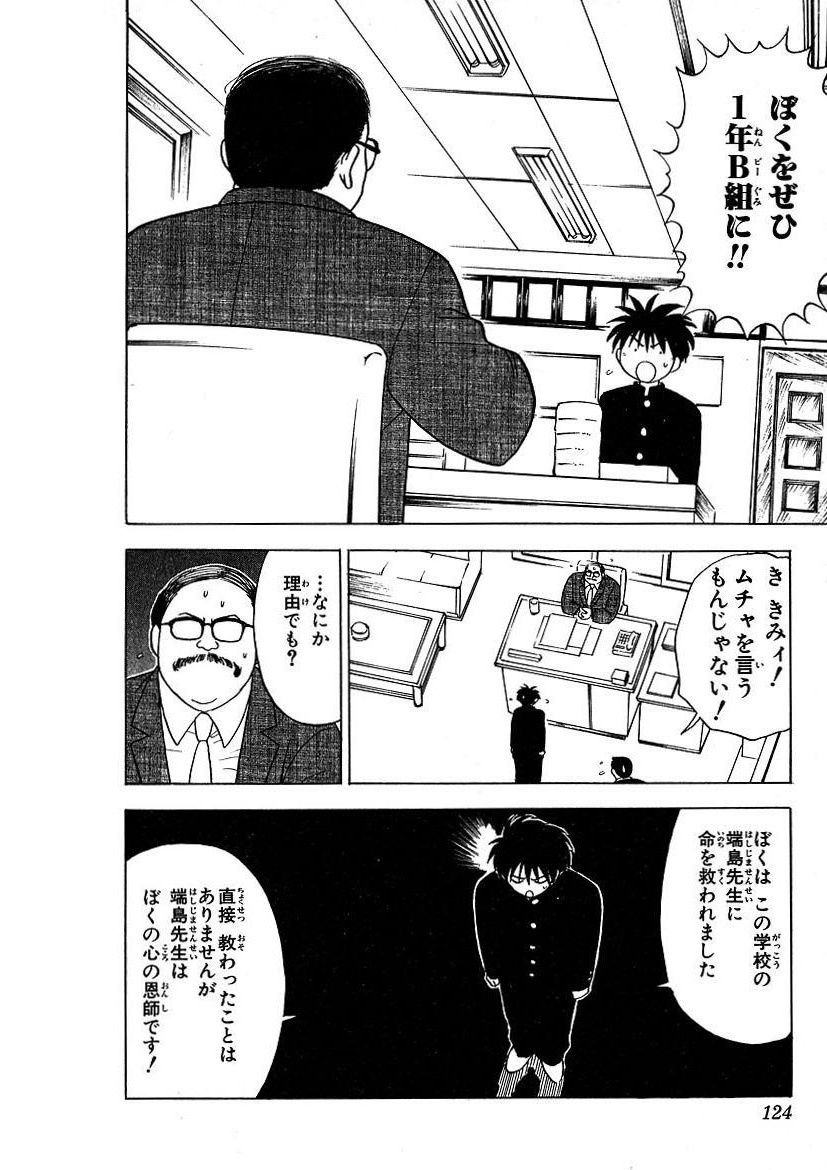 ぼくをぜひ
1年B組に!!
き きみィ!
ムチャを言う
もんじゃない!
…なにか
理由でも?
ぼくは この学校の
端島先生に
命を救われました
直接 教わったことは
ありませんが
端島先生は
ぼくの心の恩師です!
124